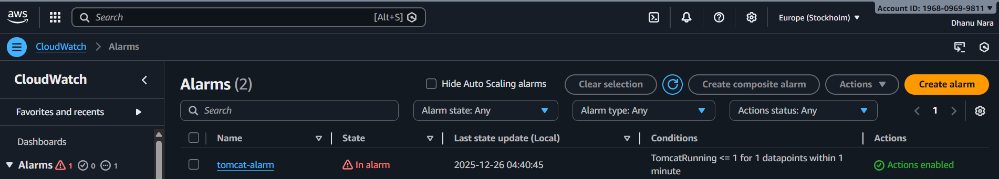 aws
Search [Alt+S]
Europe (Stockholm)
Account ID: 1968-0969-9811
Dhanu Nara
CloudWatch > Alarms
CloudWatch
Favorites and recents
Dashboards
Alarms 1 0 1
Alarms (2)
Hide Auto Scaling alarms
Clear selection
Create composite alarm
Actions
Create alarm
Search
Alarm state: Any
Alarm type: Any
Actions status: Any
1
Name State Last state update (Local) Conditions Actions
tomcat-alarm In alarm 2025-12-26 04:40:45 TomcatRunning <= 1 for 1 datapoints within 1
minute
Actions enabled